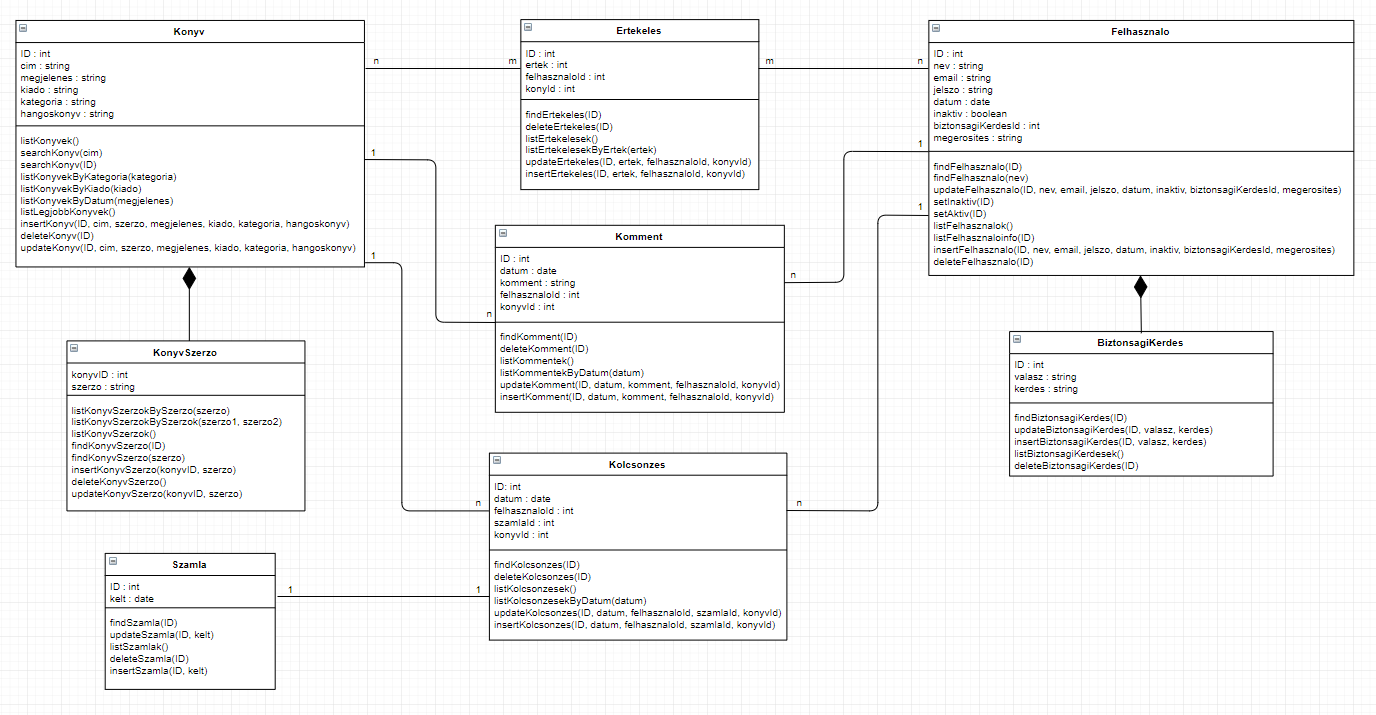 Konyv
ID : int
cim : string
megjelenes : string
kiado : string
kategoria : string
hangoskonyv : string
listKonyvek()
searchKonyv(cim)
searchKonyv(ID)
listKonyvekByKategoria(kategoria)
listKonyvekByKiado(kiado)
listKonyvekByDatum(megjelenes)
listLegjobbKonyvek()
insertKonyv(ID, cim, szerzo, megjelenes, kiado, kategoria, hangoskonyv)
deleteKonyv(ID)
updateKonyv(ID, cim, szerzo, megjelenes, kiado, kategoria, hangoskonyv)
n
m
1
n
1
n
Ertekeles
ID : int
ertek : int
felhasznaloId : int
konyId : int
findErtekeles(ID)
deleteErtekeles(ID)
listErtekelesek()
listErtekelesekByErtek(ertek)
updateErtekeles(ID, ertek, felhasznaloId, konyvId)
insertErtekeles(ID, ertek, felhasznaloId, konyvId)
m
n
Felhasznalo
ID : int
nev : string
email : string
jelszo : string
datum : date
inaktiv : boolean
biztonsagiKerdesId : int
megerosites : string
findFelhasznalo(ID)
findFelhasznalo(nev)
updateFelhasznalo(ID, nev, email, jelszo, datum, inaktiv, biztonsagiKerdesId, megerosites)
setInaktiv(ID)
setAktiv(ID)
listFelhasznalok()
listFelhasznaloinfo(ID)
insertFelhasznalo(ID, nev, email, jelszo, datum, inaktiv, biztonsagiKerdesId, megerosites)
deleteFelhasznalo(ID)
1
n
1
n
Komment
ID : int
datum : date
komment : string
felhasznaloId : int
konyvId : int
findKomment(ID)
deleteKomment(ID)
listKommentek()
listKommentekByDatum(datum)
updateKomment(ID, datum, komment, felhasznaloId, konyvId)
insertKomment(ID, datum, komment, felhasznaloId, konyvId)
KonyvSzerzo
konyvID : int
szerzo : string
listKonyvSzerzokBySzerzo(szerzo)
listKonyvSzerzokBySzerzok(szerzo1, szerzo2)
listKonyvSzerzok()
findKonyvSzerzo(ID)
findKonyvSzerzo(szerzo)
insertKonyvSzerzo(konyvID, szerzo)
deleteKonyvSzerzo()
updateKonyvSzerzo(konyvID, szerzo)
BiztonsagiKerdes
ID : int
valasz : string
kerdes : string
findBiztonsagiKerdes(ID)
updateBiztonsagiKerdes(ID, valasz, kerdes)
insertBiztonsagiKerdes(ID, valasz, kerdes)
listBiztonsagiKerdesek()
deleteBiztonsagiKerdes(ID)
Kolcsonzes
ID: int
datum : date
felhasznaloId : int
szamlaId : int
konyvId : int
findKolcsonzes(ID)
deleteKolcsonzes(ID)
listKolcsonzesek()
listKolcsonzesekByDatum(datum)
updateKolcsonzes(ID, datum, felhasznaloId, szamlaId, konyvId)
insertKolcsonzes(ID, datum, felhasznaloId, szamlaId, konyvId)
Szamla
ID : int
kelt : date
findSzamla(ID)
updateSzamla(ID, kelt)
listSzamlak()
deleteSzamla(ID)
insertSzamla(ID, kelt)
1
1